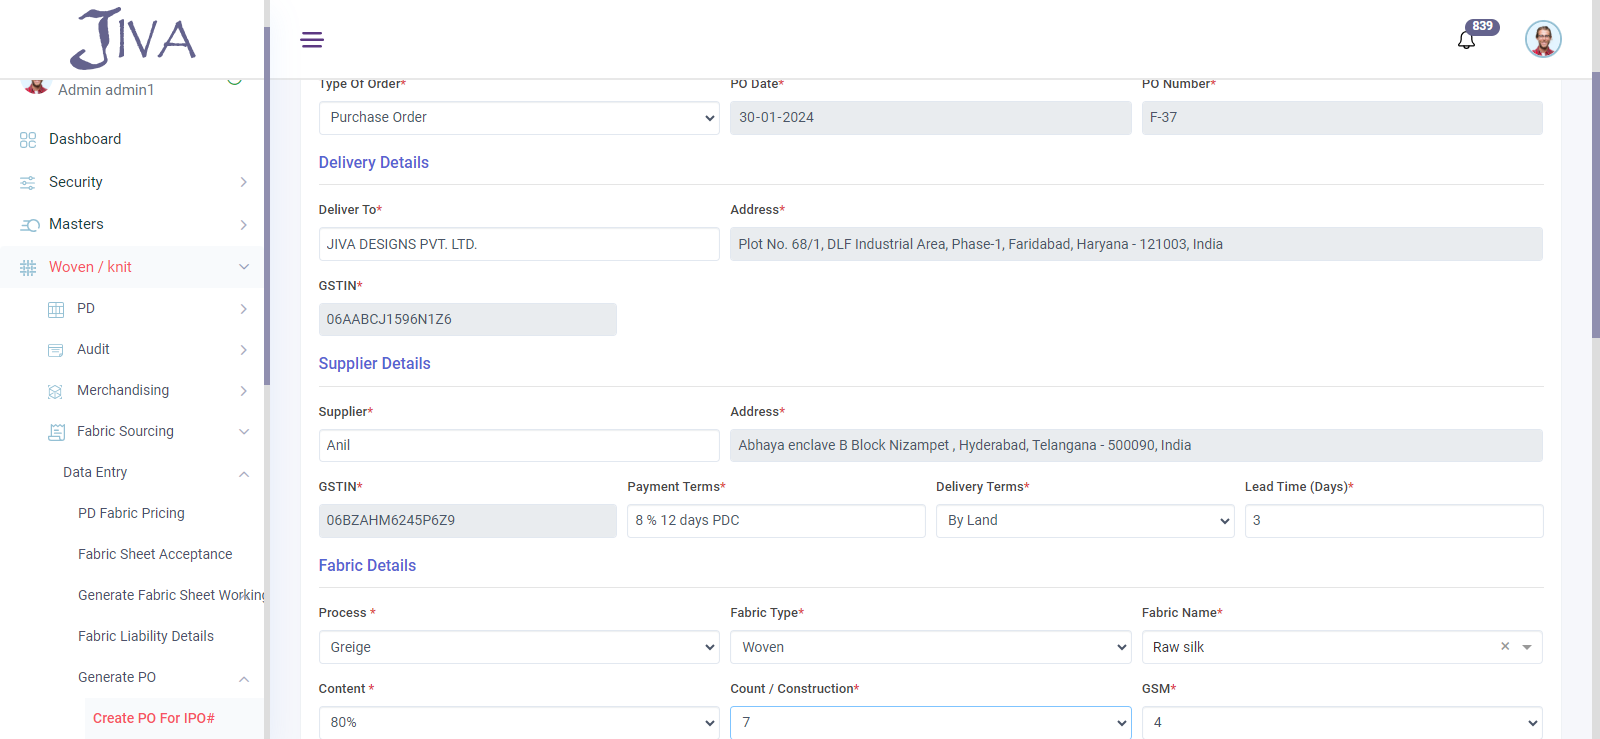 JIVA
839
Admin admin1
Dashboard
Security
Masters
Woven / knit
PD
Audit
Merchandising
Fabric Sourcing
Data Entry
PD Fabric Pricing
Fabric Sheet Acceptance
Generate Fabric Sheet Working
Fabric Liability Details
Generate PO
Create PO For IPO#
Type Of Order* PO Date* PO Number*
Purchase Order 30-01-2024 F-37
Delivery Details
Deliver To* Address*
JIVA DESIGNS PVT. LTD. Plot No. 68/1, DLF Industrial Area, Phase-1, Faridabad, Haryana - 121003, India
GSTIN*
06AABCJ1596N1Z6
Supplier Details
Supplier* Address*
Anil Abhaya enclave B Block Nizampet , Hyderabad, Telangana - 500090, India
GSTIN* Payment Terms* Delivery Terms* Lead Time (Days)*
06BZAHM6245P6Z9 8 % 12 days PDC By Land 3
Fabric Details
Process * Fabric Type* Fabric Name*
Greige Woven Raw silk ×
Content * Count / Construction* GSM*
80% 7 4